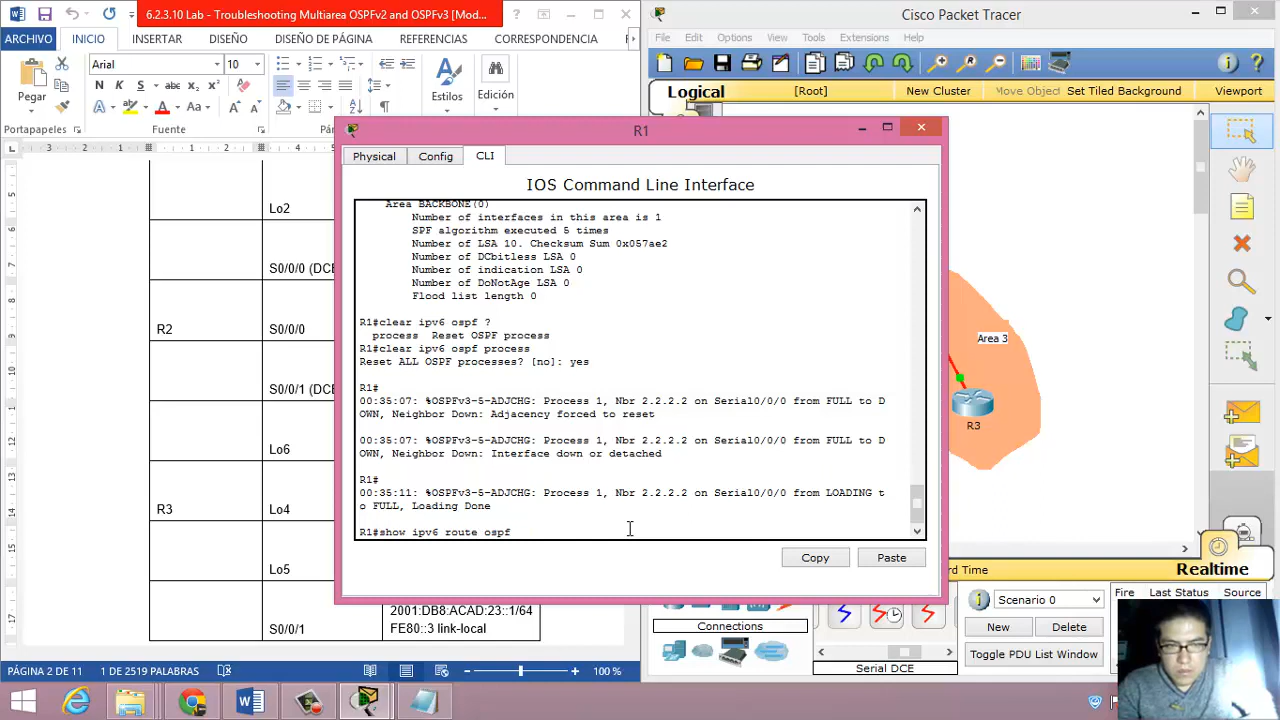 6.2.3.10 Lab - Troubleshooting Multiarea OSPFv2 and OSPFv3 [Mod...
ARCHIVO INICIO INSERTAR DISEÑO DISEÑO DE PÁGINA REFERENCIAS CORRESPONDENCIA
Arial 10
Pegar
N K S abc x₂ x²
Aa A A
Estilos
Edición
Portapapeles
Fuente
Pár
3 2 1 1 2 3 4 5
Lo2
S0/0/0 (DCE
R2 S0/0/0
S0/0/1 (DCE
Lo6
R3 Lo4
Lo5
2001:DB8:ACAD:23::1/64
S0/0/1 FE80::3 link-local
PÁGINA 2 DE 11 1 DE 2519 PALABRAS 100 %
Cisco Packet Tracer
File Edit Options View Tools Extensions Help
Logical [Root] New Cluster Move Object Set Tiled Background Viewport
Area 3
R3
R1
Physical Config CLI
IOS Command Line Interface
Area BACKBONE(0)
Number of interfaces in this area is 1
SPF algorithm executed 5 times
Number of LSA 10. Checksum Sum 0x057ae2
Number of DCbitless LSA 0
Number of indication LSA 0
Number of DoNotAge LSA 0
Flood list length 0
R1#clear ipv6 ospf ?
process Reset OSPF process
R1#clear ipv6 ospf process
Reset ALL OSPF processes? [no]: yes
R1#
00:35:07: %OSPFv3-5-ADJCHG: Process 1, Nbr 2.2.2.2 on Serial0/0/0 from FULL to D
OWN, Neighbor Down: Adjacency forced to reset
00:35:07: %OSPFv3-5-ADJCHG: Process 1, Nbr 2.2.2.2 on Serial0/0/0 from FULL to D
OWN, Neighbor Down: Interface down or detached
R1#
00:35:11: %OSPFv3-5-ADJCHG: Process 1, Nbr 2.2.2.2 on Serial0/0/0 from LOADING t
o FULL, Loading Done
R1#show ipv6 route ospf
Copy Paste
Realtime
Connections
Serial DCE
Scenario 0
New Delete
Toggle PDU List Window
Fire Last Status Source